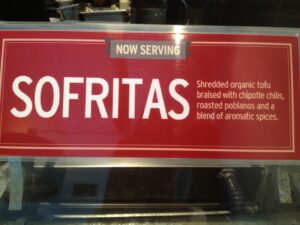 NOW SERVING
SOFRITAS
Shredded organic tofu
braised with chipotle chilis,
roasted poblanos and a
blend of aromatic spices.